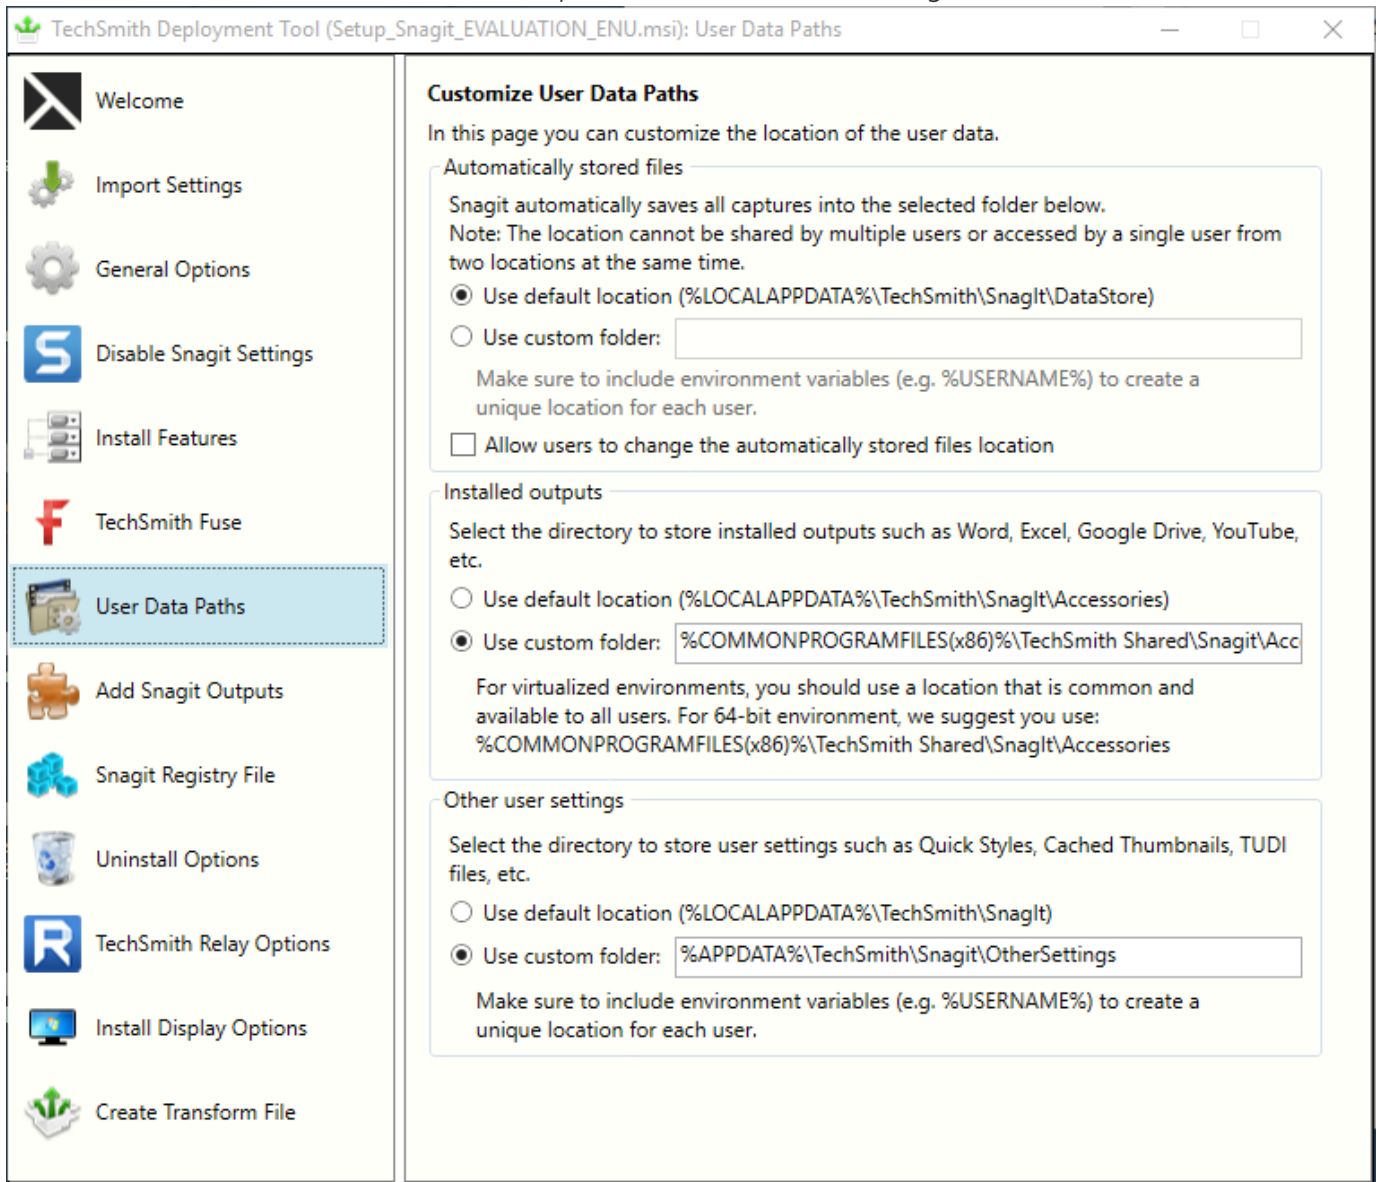 TechSmith Deployment Tool (Setup_Snagit_EVALUATION_ENU.msi): User Data Paths
Welcome
Import Settings
General Options
Disable Snagit Settings
Install Features
TechSmith Fuse
User Data Paths
Add Snagit Outputs
Snagit Registry File
Uninstall Options
TechSmith Relay Options
Install Display Options
Create Transform File
Customize User Data Paths
In this page you can customize the location of the user data.
Automatically stored files
Snagit automatically saves all captures into the selected folder below.
Note: The location cannot be shared by multiple users or accessed by a single user from
two locations at the same time.
Use default location (%LOCALAPPDATA%\TechSmith\SnagIt\DataStore)
Use custom folder:
Make sure to include environment variables (e.g. %USERNAME%) to create a
unique location for each user.
Allow users to change the automatically stored files location
Installed outputs
Select the directory to store installed outputs such as Word, Excel, Google Drive, YouTube,
etc.
Use default location (%LOCALAPPDATA%\TechSmith\SnagIt\Accessories)
Use custom folder: %COMMONPROGRAMFILES(x86)%\TechSmith Shared\Snagit\Acc
For virtualized environments, you should use a location that is common and
available to all users. For 64-bit environment, we suggest you use:
%COMMONPROGRAMFILES(x86)%\TechSmith Shared\SnagIt\Accessories
Other user settings
Select the directory to store user settings such as Quick Styles, Cached Thumbnails, TUDI
files, etc.
Use default location (%LOCALAPPDATA%\TechSmith\SnagIt)
Use custom folder: %APPDATA%\TechSmith\Snagit\OtherSettings
Make sure to include environment variables (e.g. %USERNAME%) to create a
unique location for each user.